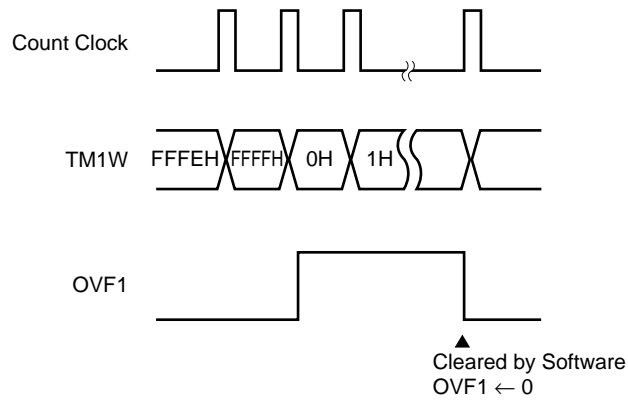 Count Clock
TM1W FFFEH FFFFH 0H 1H
OVF1
Cleared by Software
OVF1 ← 0